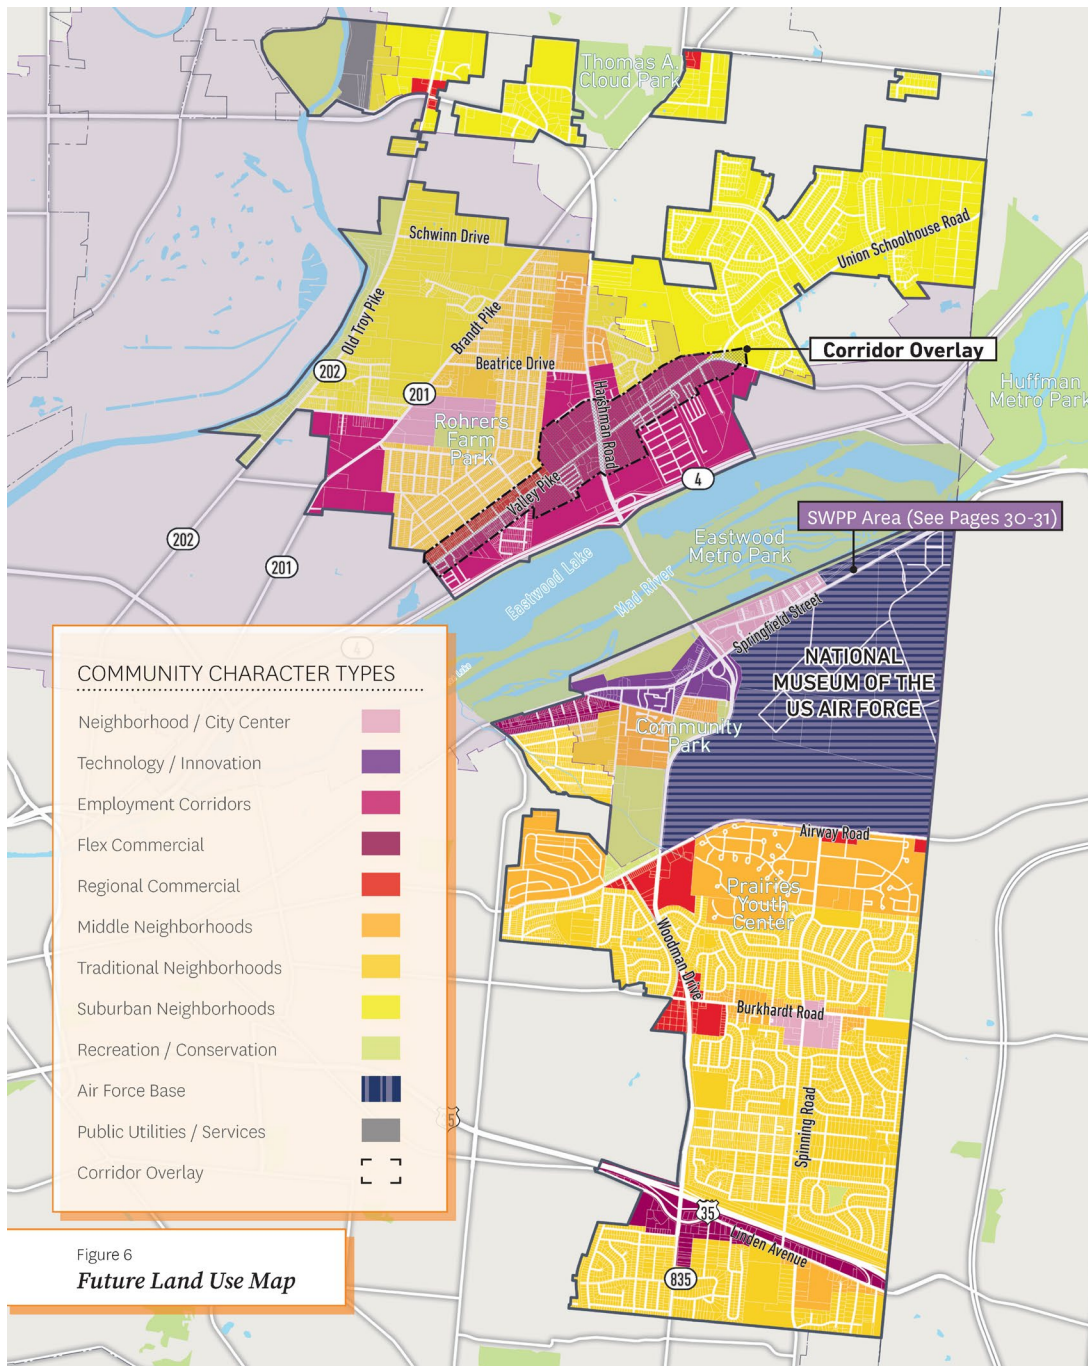 Thomas A.
Cloud Park
Schwinn Drive
Union Schoolhouse Road
Old Troy Pike
Brandt Pike
Beatrice Drive
Corridor Overlay
202
201
Harshman Road
Huffman
Metro Park
Rohrers
Farm
Park
Valley Pike
4
SWPP Area (See Pages 30-31)
202
201
Eastwood
Metro Park
Eastwood Lake
Mad River
Springfield Street
4
NATIONAL
MUSEUM OF THE
US AIR FORCE
Community
Park
Airway Road
Prairies
Youth
Center
Woodman Drive
Burkhardt Road
Spinning Road
35
Linden Avenue
835
COMMUNITY CHARACTER TYPES
Neighborhood / City Center
Technology / Innovation
Employment Corridors
Flex Commercial
Regional Commercial
Middle Neighborhoods
Traditional Neighborhoods
Suburban Neighborhoods
Recreation / Conservation
Air Force Base
Public Utilities / Services
Corridor Overlay
Figure 6
Future Land Use Map